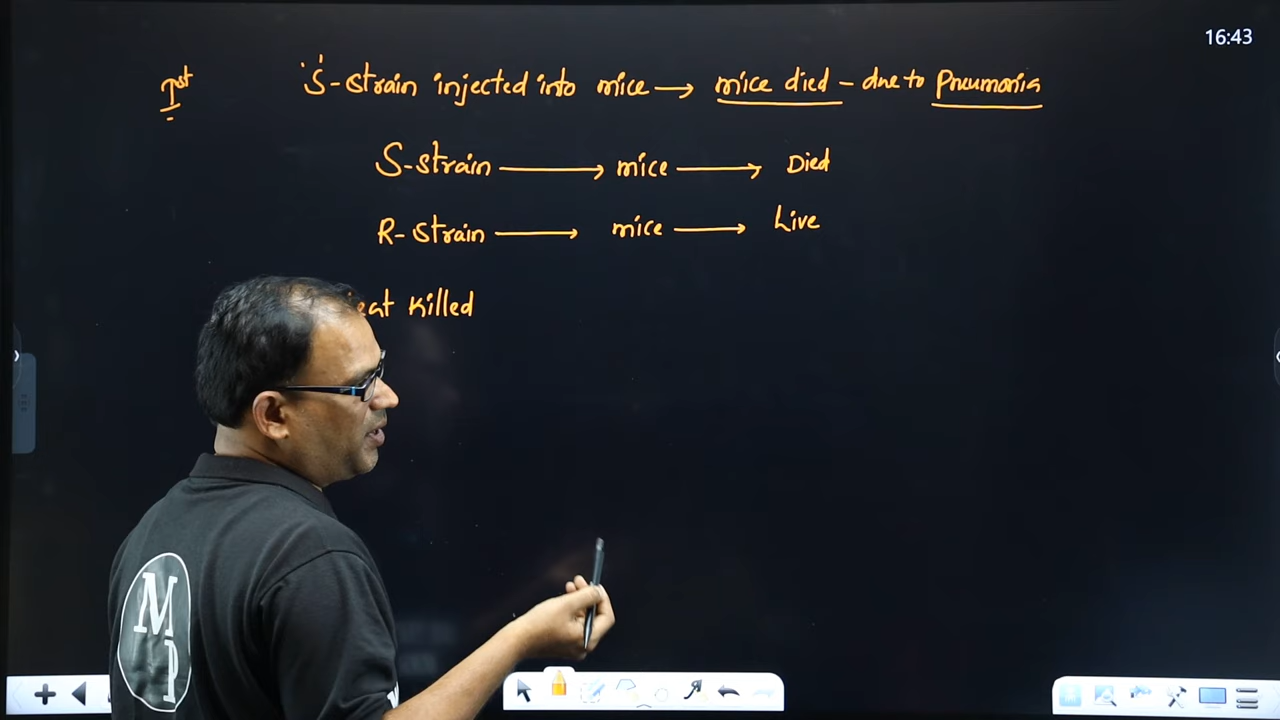 16:43
Ist 'S'-strain injected into mice → mice died - due to Pneumonia
S-strain → mice → Died
R-strain → mice → Live
Killed
M